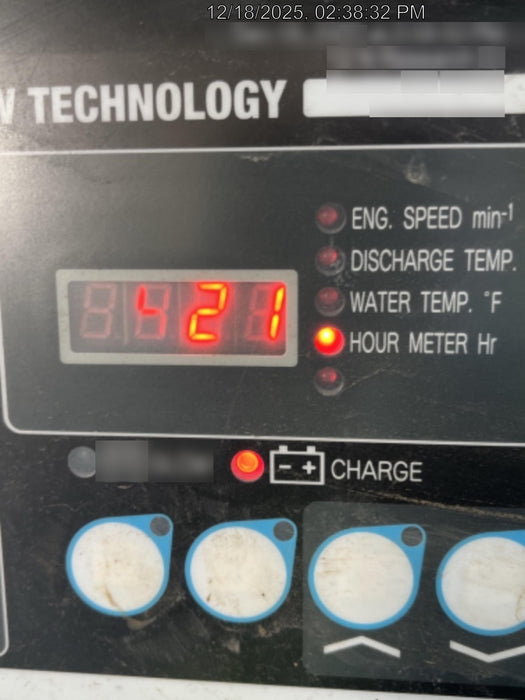 12/18/2025, 02:38:32 PM
TECHNOLOGY
ENG. SPEED min-1
DISCHARGE TEMP.
WATER TEMP. °F
421
HOUR METER Hr
- +
CHARGE